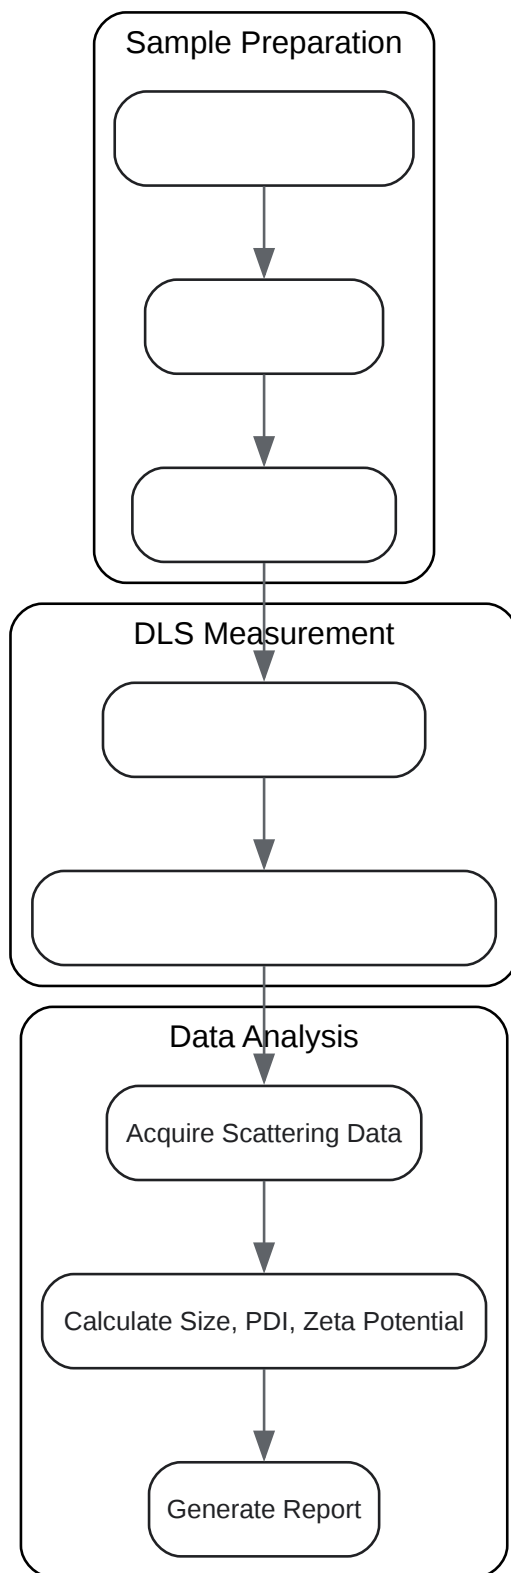 Sample Preparation
DLS Measurement
Data Analysis
Acquire Scattering Data
Calculate Size, PDI, Zeta Potential
Generate Report